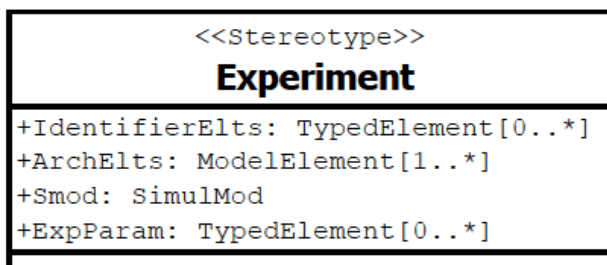 <<Stereotype>>
Experiment
+IdentifierElts: TypedElement[0..*]
+ArchElts: ModelElement[1..*]
+Smod: SimulMod
+ExpParam: TypedElement[0..*]